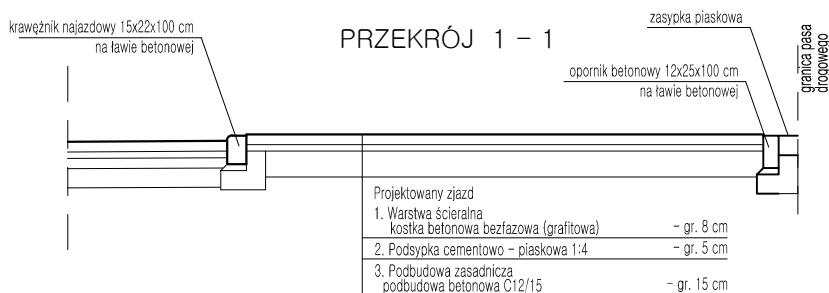 krawężnik najazdowy 15x22x100 cm
na ławie betonowej
PRZEKRÓJ 1 - 1
zasypka piaskowa
opornik betonowy 12x25x100 cm
na ławie betonowej
granica pasa
drogowego
Projektowany zjazd
1. Warstwa ścieralna
kostka betonowa bezfazowa (grafitowa) - gr. 8 cm
2. Podsypka cementowo - piaskowa 1:4 - gr. 5 cm
3. Podbudowa zasadnicza
podbudowa betonowa C12/15 - gr. 15 cm